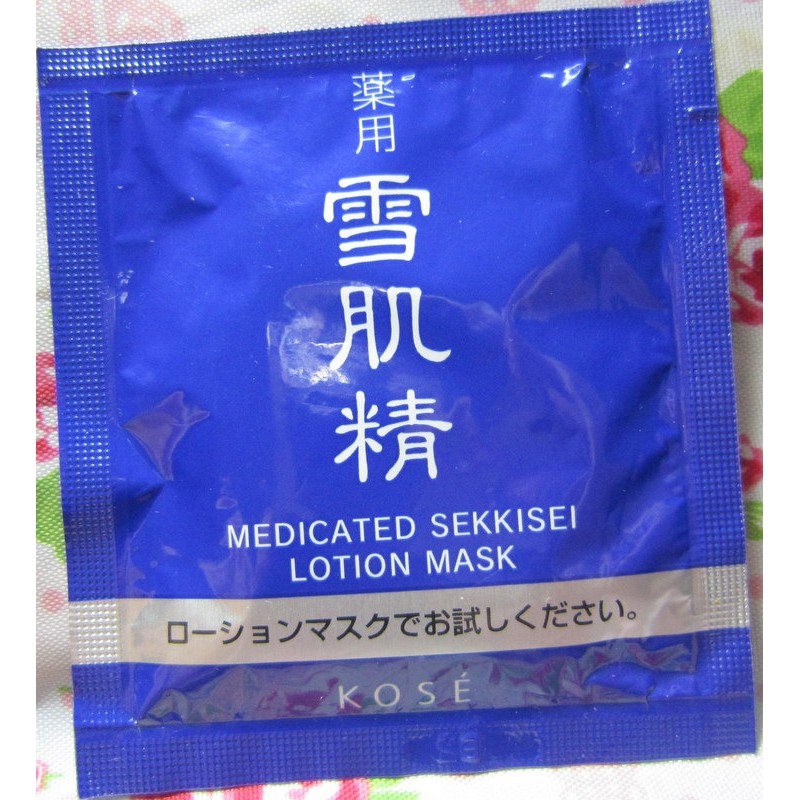 薬用
雪肌精
MEDICATED SEKKISEI
LOTION MASK
ローションマスクでお試しください。
KOSÉ